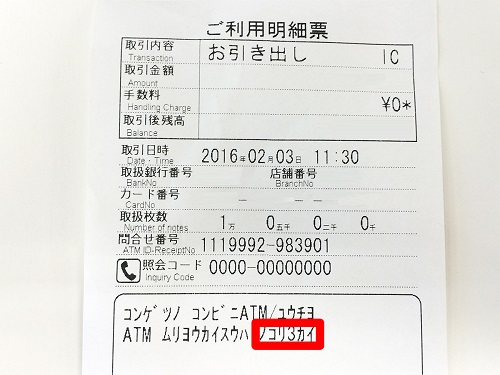 ご利用明細票
取引内容 お引き出し IC
Transaction
取引金額
Amount
手数料 ¥0*
Handling Charge
取引後残高
Balance
取引日時 2016年02月03日 11:30
Date・Time
取扱銀行番号 店舗番号
BankNo BranchNo
カード番号 － － －
CardNo
取扱枚数 1万 0五千 0二千 0千
Number of notes
問合せ番号 1119992-983901
ATM ID-ReceiptNo
照会コード 0000-00000000
Inquiry Code
コンゲツノ コンビニATM/ユウチヨ
ATM ムリヨウカイスウハ ノコリ3カイ